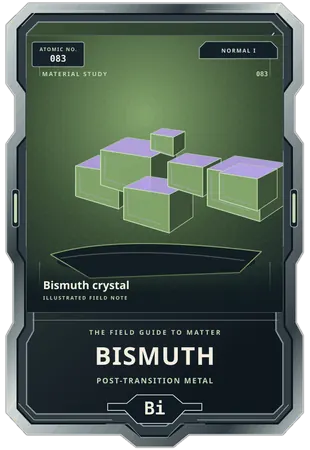 ATOMIC NO.
083
NORMAL I
MATERIAL STUDY
083
Bismuth crystal
ILLUSTRATED FIELD NOTE
THE FIELD GUIDE TO MATTER
BISMUTH
POST-TRANSITION METAL
Bi